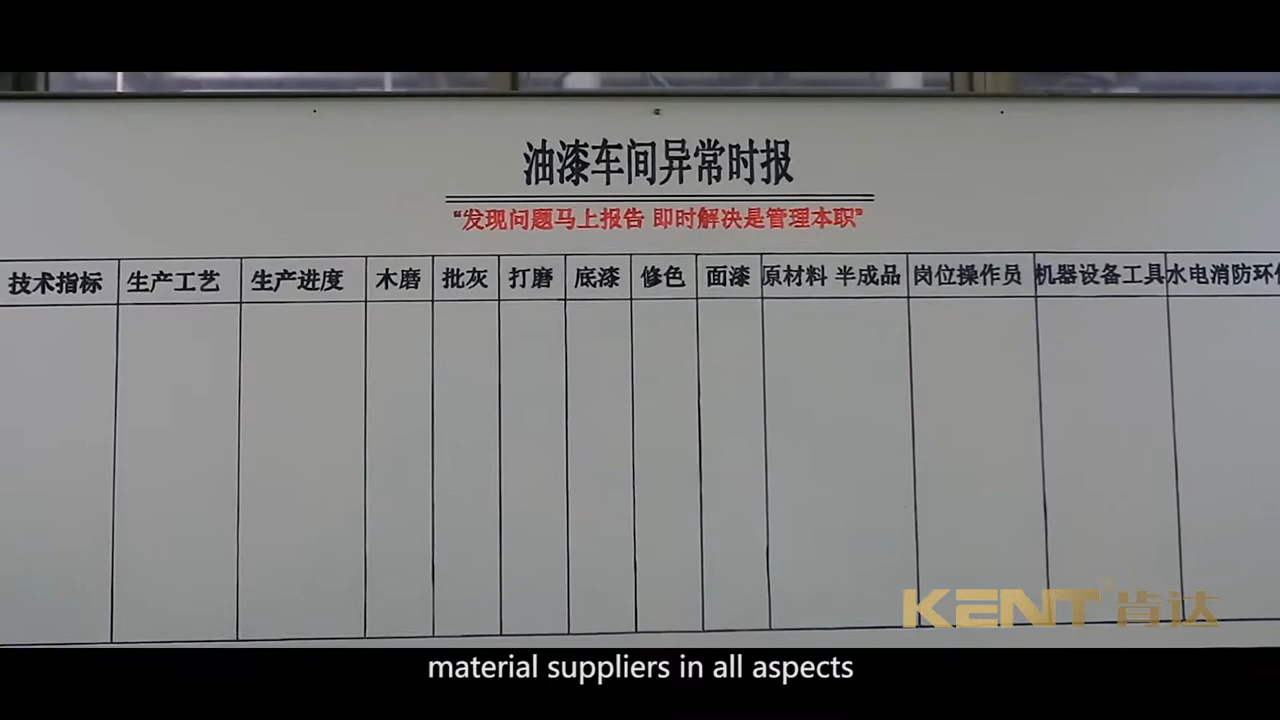 油漆车间异常时报
“发现问题马上报告 即时解决是管理本职”
技术指标 生产工艺 生产进度 木磨 批灰 打磨 底漆 修色 面漆 原材料 半成品 岗位操作员 机器设备工具 水电消防环
KENT 肯达
material suppliers in all aspects